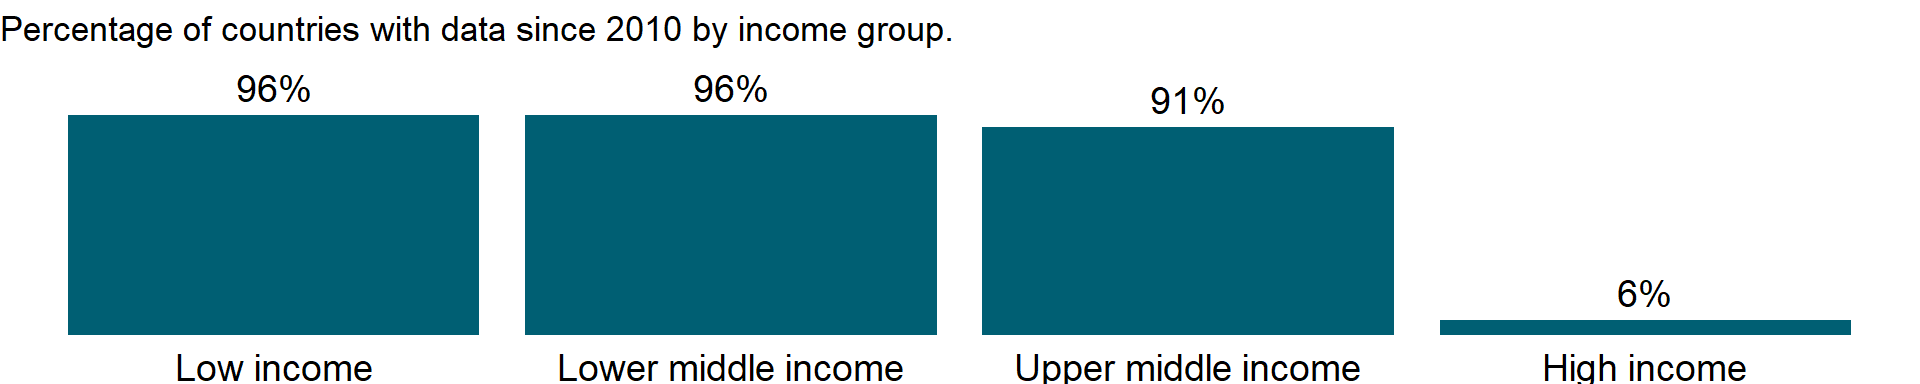 Percentage of countries with data since 2010 by income group.
96%
96%
91%
6%
Low income
Lower middle income
Upper middle income
High income